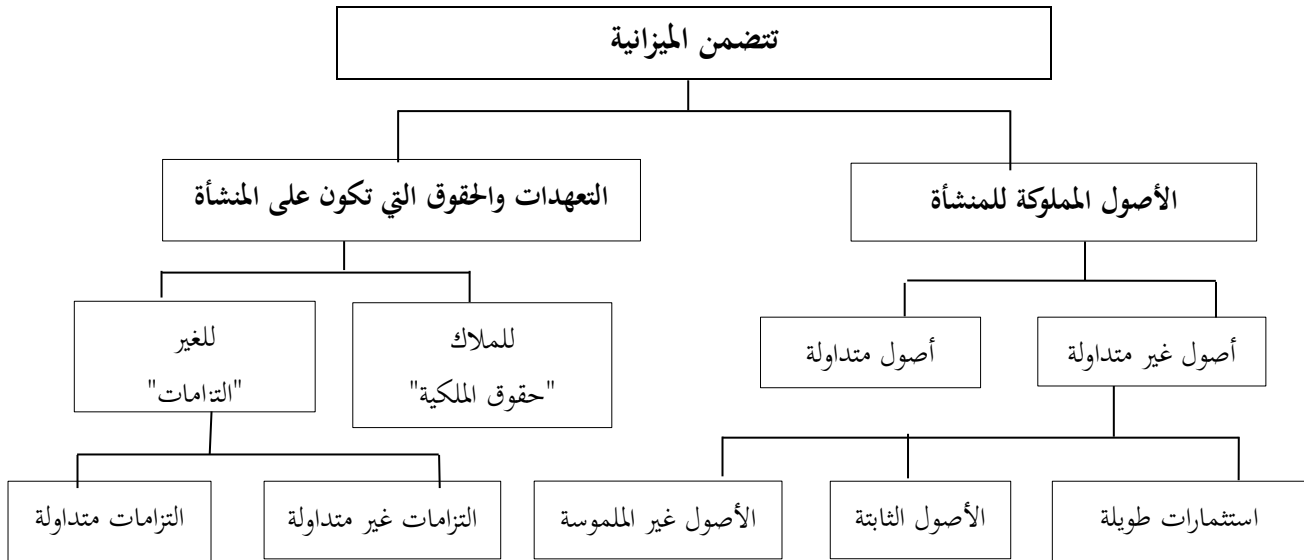 تتضمن الميزانية
الأصول المملوكة للمنشأة
التعهدات والحقوق التي تكون على المنشأة
أصول غير متداولة
أصول متداولة
للملاك
"حقوق الملكية"
للغير
"التزامات"
استثمارات طويلة
الأصول الثابتة
الأصول غير الملموسة
التزامات غير متداولة
التزامات متداولة